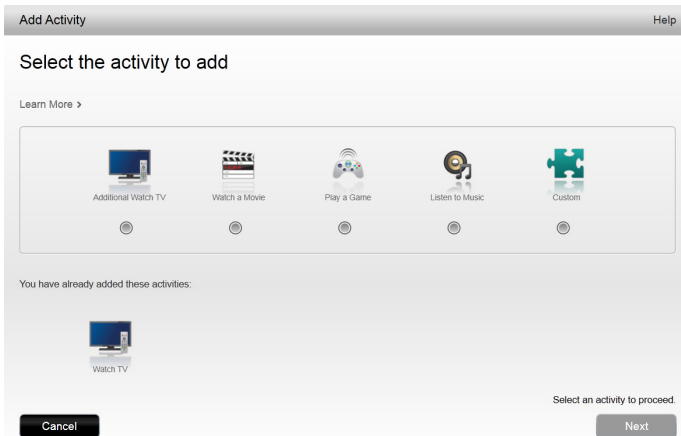 Add Activity
Help
Select the activity to add
Learn More >
Additional Watch TV
Watch a Movie
Play a Game
Listen to Music
Custom
You have already added these activities:
Watch TV
Select an activity to proceed.
Cancel
Next